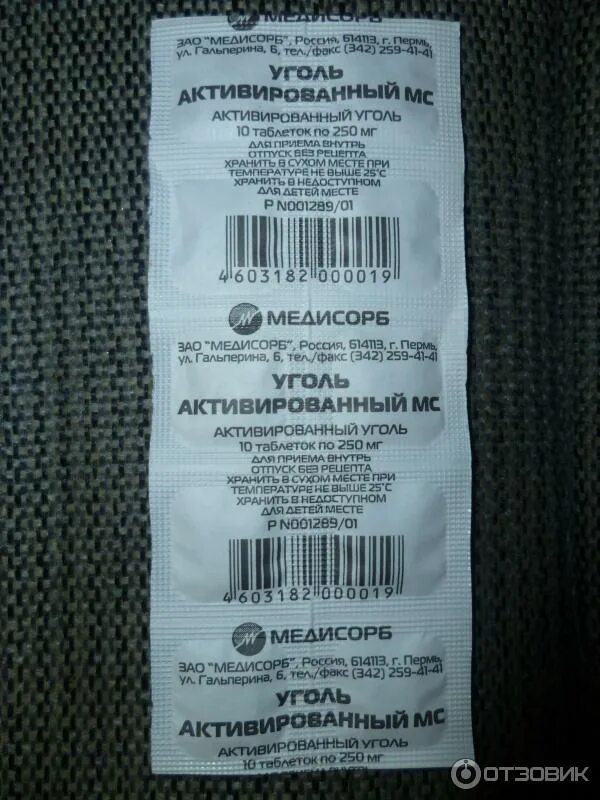 МЕДИСОРБ
ЗАО "МЕДИСОРБ", Россия, 614113, г. Пермь,
ул. Гальперина, 6, тел./факс (342) 259-41-41
УГОЛЬ
АКТИВИРОВАННЫЙ МС
АКТИВИРОВАННЫЙ УГОЛЬ
10 таблеток по 250 мг
ДЛЯ ПРИЕМА ВНУТРЬ
ОТПУСК БЕЗ РЕЦЕПТА
ХРАНИТЬ В СУХОМ МЕСТЕ ПРИ
ТЕМПЕРАТУРЕ НЕ ВЫШЕ 25°С
ХРАНИТЬ В НЕДОСТУПНОМ
ДЛЯ ДЕТЕЙ МЕСТЕ
Р N001289/01
4 603182 000019
МЕДИСОРБ
ЗАО "МЕДИСОРБ", Россия, 614113, г. Пермь,
ул. Гальперина, 6, тел./факс (342) 259-41-41
УГОЛЬ
АКТИВИРОВАННЫЙ МС
АКТИВИРОВАННЫЙ УГОЛЬ
10 таблеток по 250 мг
ДЛЯ ПРИЕМА ВНУТРЬ
ОТПУСК БЕЗ РЕЦЕПТА
ХРАНИТЬ В СУХОМ МЕСТЕ ПРИ
ТЕМПЕРАТУРЕ НЕ ВЫШЕ 25°С
ХРАНИТЬ В НЕДОСТУПНОМ
ДЛЯ ДЕТЕЙ МЕСТЕ
Р N001289/01
4 603182 000019
МЕДИСОРБ
ЗАО "МЕДИСОРБ", Россия, 614113, г. Пермь,
ул. Гальперина, 6, тел./факс (342) 259-41-41
УГОЛЬ
АКТИВИРОВАННЫЙ МС
АКТИВИРОВАННЫЙ УГОЛЬ
10 таблеток по 250 мг
ДЛЯ ПРИЕМА ВНУТРЬ
ОТЗОВИК